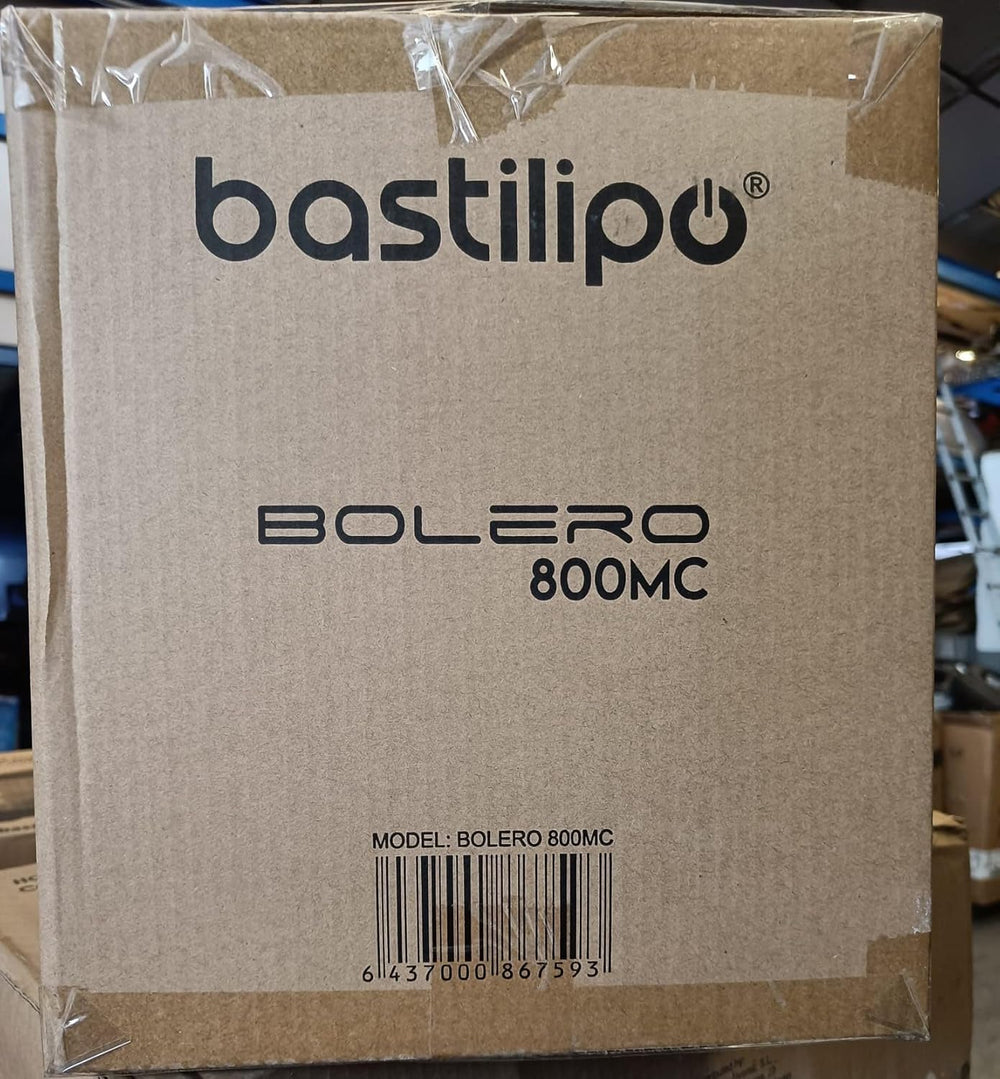 bastilipo®
BOLERO
800MC
MODEL: BOLERO 800MC
6 437000 867593